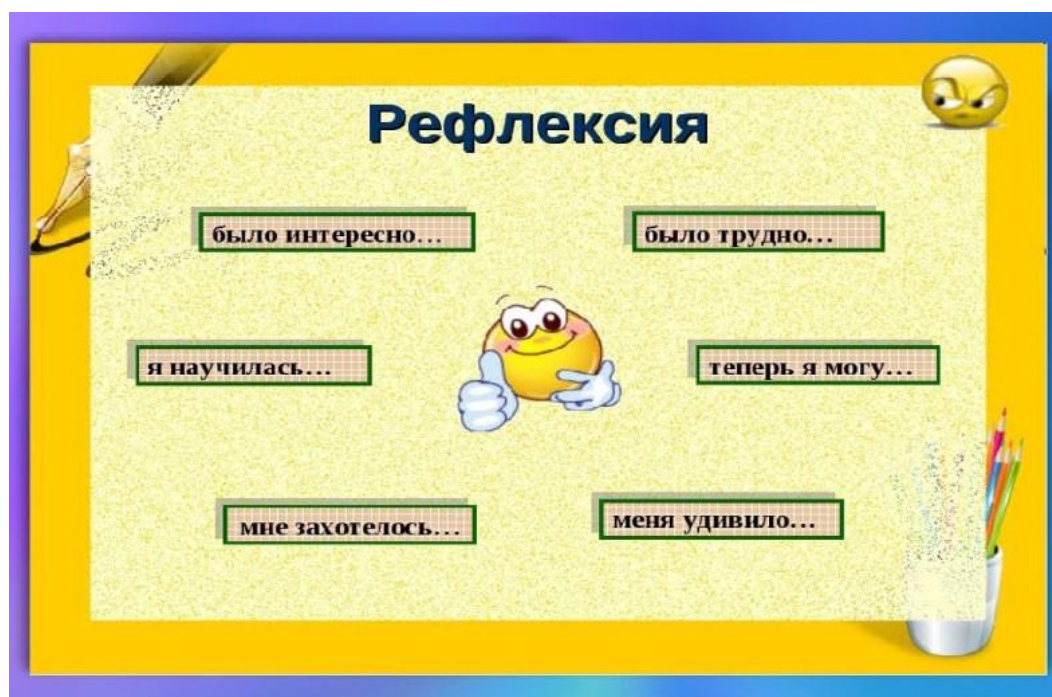 Рефлексия
было интересно…
было трудно…
я научилась…
теперь я могу…
мне захотелось…
меня удивило…